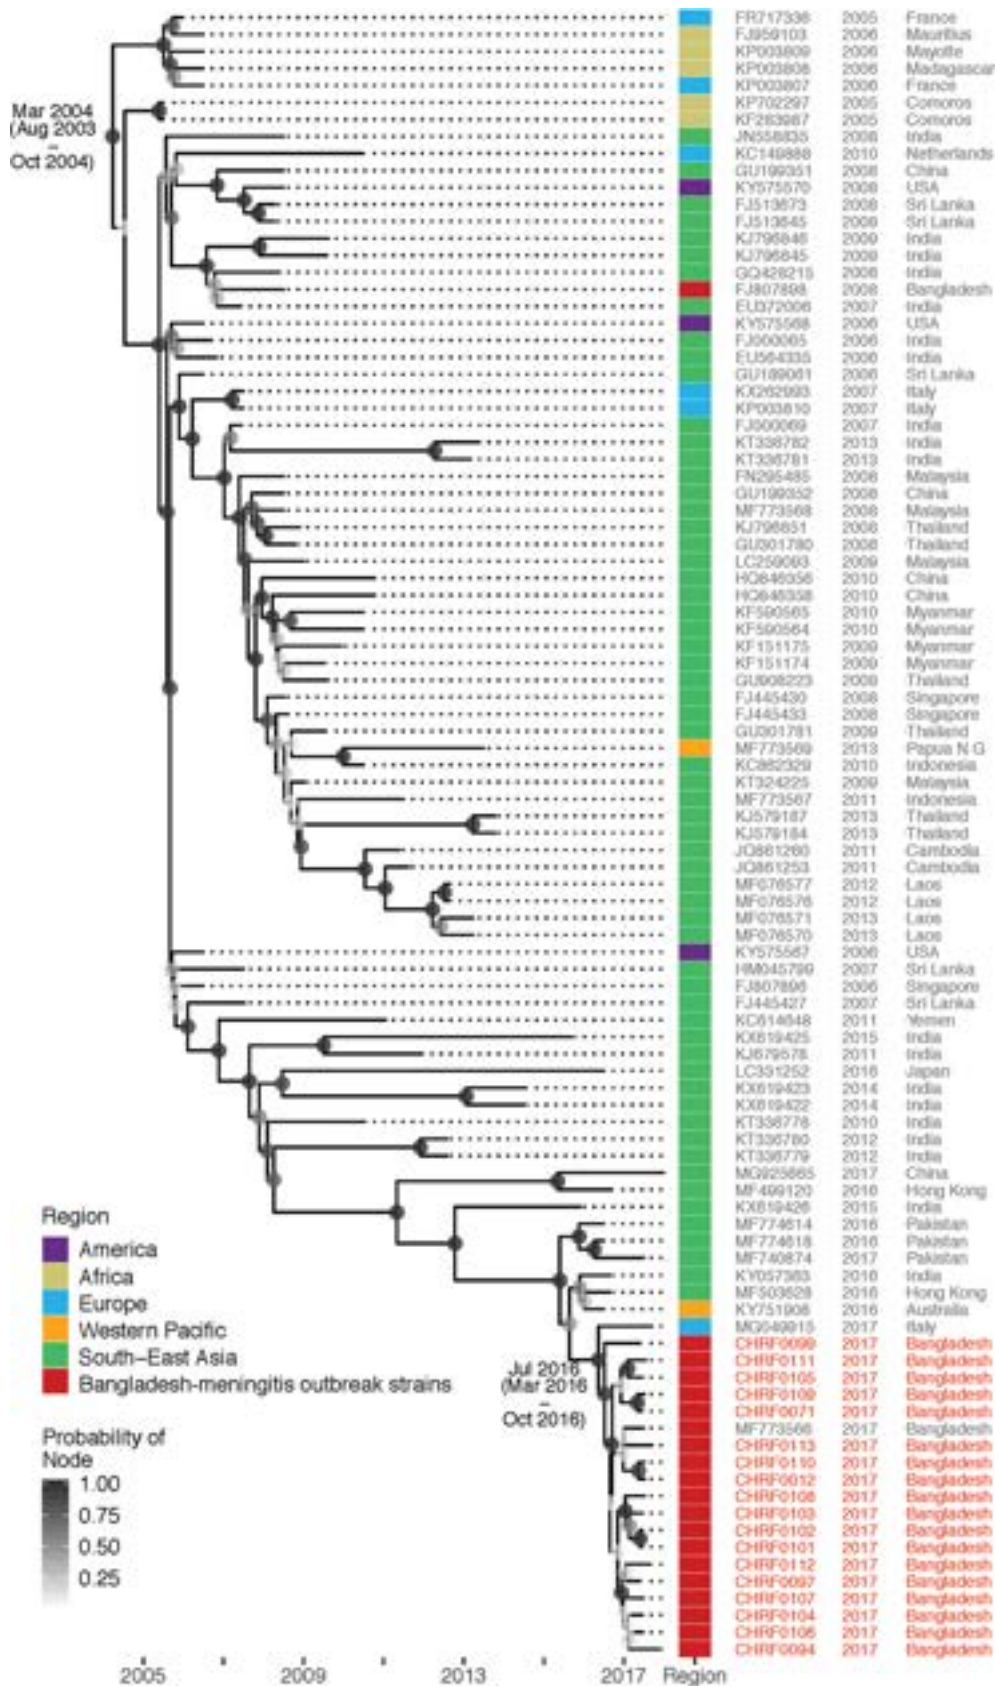 FR717336 2005 France
FJ959103 2006 Mauritius
KP003809 2006 Mayotte
KP003808 2006 Madagascar
KP003807 2006 France
KP702297 2005 Comoros
KF283987 2005 Comoros
JN558835 2008 India
KC149888 2010 Netherlands
GU199351 2008 China
KY575570 2008 USA
FJ513673 2008 Sri Lanka
FJ513645 2008 Sri Lanka
KJ796846 2009 India
KJ796845 2009 India
GQ428215 2008 India
FJ807898 2008 Bangladesh
EU372006 2007 India
KY575568 2006 USA
FJ000065 2006 India
EU564335 2006 India
GU189061 2006 Sri Lanka
KX262993 2007 Italy
KP003810 2007 Italy
FJ000069 2007 India
KT336782 2013 India
KT336781 2013 India
FN295485 2008 Malaysia
GU199352 2008 China
MF773568 2008 Malaysia
KJ796851 2008 Thailand
GU301780 2008 Thailand
LC259093 2009 Malaysia
HQ846356 2010 China
HQ846358 2010 China
KF590565 2010 Myanmar
KF590564 2010 Myanmar
KF151175 2009 Myanmar
KF151174 2009 Myanmar
GU908223 2009 Thailand
FJ445430 2008 Singapore
FJ445433 2008 Singapore
GU301781 2009 Thailand
MF773569 2013 Papua N G
KC862329 2010 Indonesia
KT324225 2009 Malaysia
MF773567 2011 Indonesia
KJ579187 2013 Thailand
KJ579184 2013 Thailand
JQ861260 2011 Cambodia
JQ861253 2011 Cambodia
MF076577 2012 Laos
MF076576 2012 Laos
MF076571 2013 Laos
MF076570 2013 Laos
KY575567 2006 USA
HM045799 2007 Sri Lanka
FJ807896 2006 Singapore
FJ445427 2007 Sri Lanka
KC614648 2011 Yemen
KX619425 2015 India
KJ679578 2011 India
LC391252 2016 Japan
KX619423 2014 India
KX619422 2014 India
KT336778 2010 India
KT336780 2012 India
KT336779 2012 India
MG925665 2017 China
MF499120 2016 Hong Kong
KX619426 2015 India
MF774614 2016 Pakistan
MF774618 2016 Pakistan
MF740874 2017 Pakistan
KY057363 2016 India
MF503628 2016 Hong Kong
KY751908 2016 Australia
MG049915 2017 Italy
CHRF0099 2017 Bangladesh
CHRF0111 2017 Bangladesh
CHRF0105 2017 Bangladesh
CHRF0109 2017 Bangladesh
CHRF0071 2017 Bangladesh
MF773566 2017 Bangladesh
CHRF0113 2017 Bangladesh
CHRF0110 2017 Bangladesh
CHRF0012 2017 Bangladesh
CHRF0108 2017 Bangladesh
CHRF0103 2017 Bangladesh
CHRF0102 2017 Bangladesh
CHRF0101 2017 Bangladesh
CHRF0112 2017 Bangladesh
CHRF0097 2017 Bangladesh
CHRF0107 2017 Bangladesh
CHRF0104 2017 Bangladesh
CHRF0106 2017 Bangladesh
CHRF0094 2017 Bangladesh
Mar 2004
(Aug 2003
–
Oct 2004)
Jul 2016
(Mar 2016
–
Oct 2016)
Region
America
Africa
Europe
Western Pacific
South-East Asia
Bangladesh-meningitis outbreak strains
Probability of
Node
1.00
0.75
0.50
0.25
2005 2009 2013 2017 Region